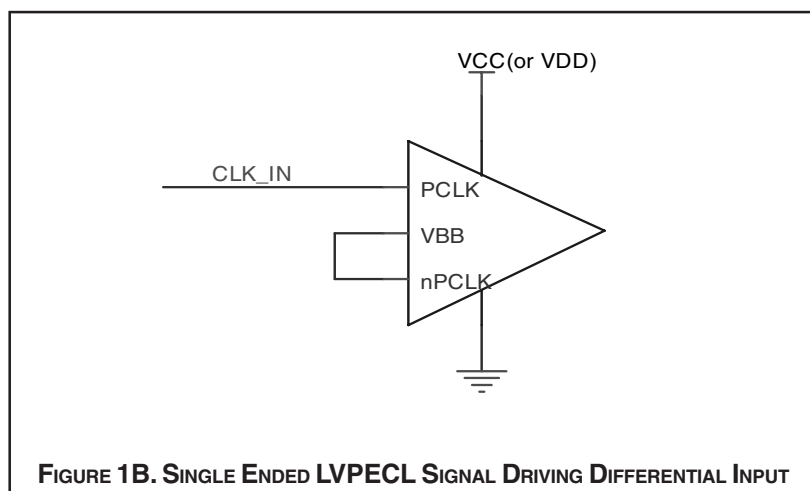 VCC(or VDD)
CLK_IN
PCLK
VBB
nPCLK
FIGURE 1B. SINGLE ENDED LVPECL SIGNAL DRIVING DIFFERENTIAL INPUT